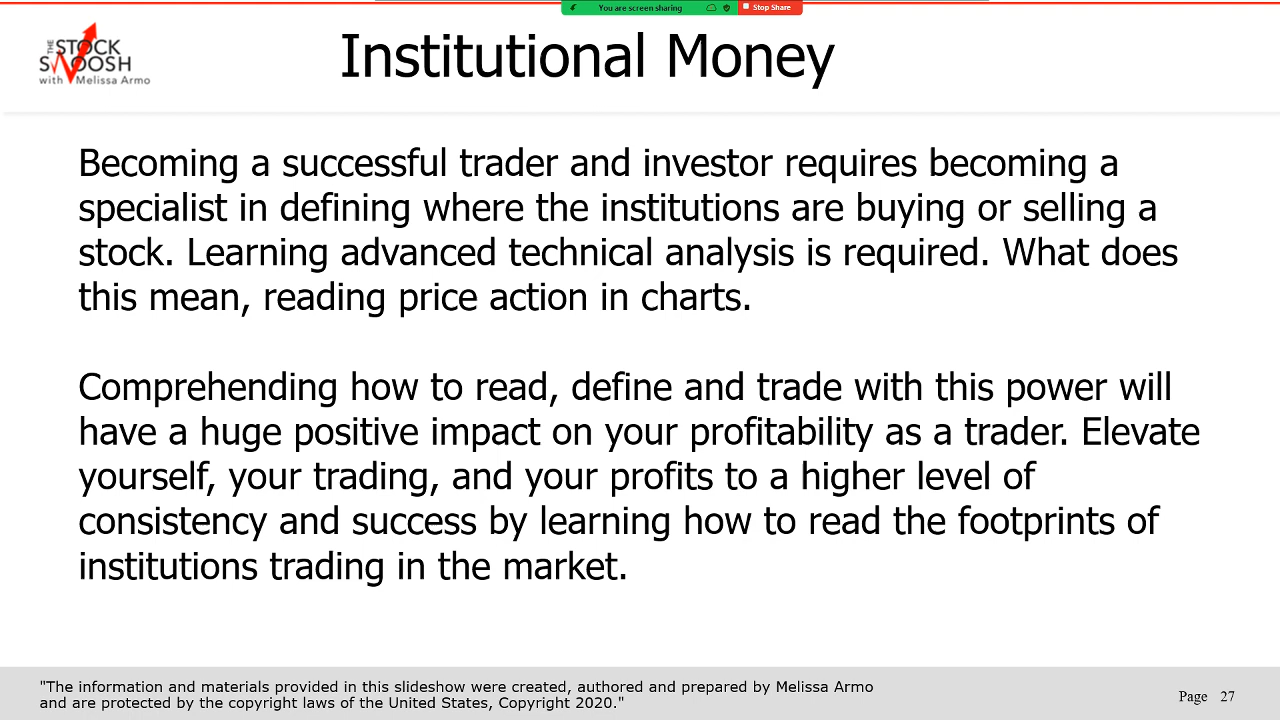 You are screen sharing
Stop Share
THE STOCK
SWOOSH
with Melissa Armo
Institutional Money
Becoming a successful trader and investor requires becoming a
specialist in defining where the institutions are buying or selling a
stock. Learning advanced technical analysis is required. What does
this mean, reading price action in charts.
Comprehending how to read, define and trade with this power will
have a huge positive impact on your profitability as a trader. Elevate
yourself, your trading, and your profits to a higher level of
consistency and success by learning how to read the footprints of
institutions trading in the market.
"The information and materials provided in this slideshow were created, authored and prepared by Melissa Armo
and are protected by the copyright laws of the United States, Copyright 2020."
Page 27